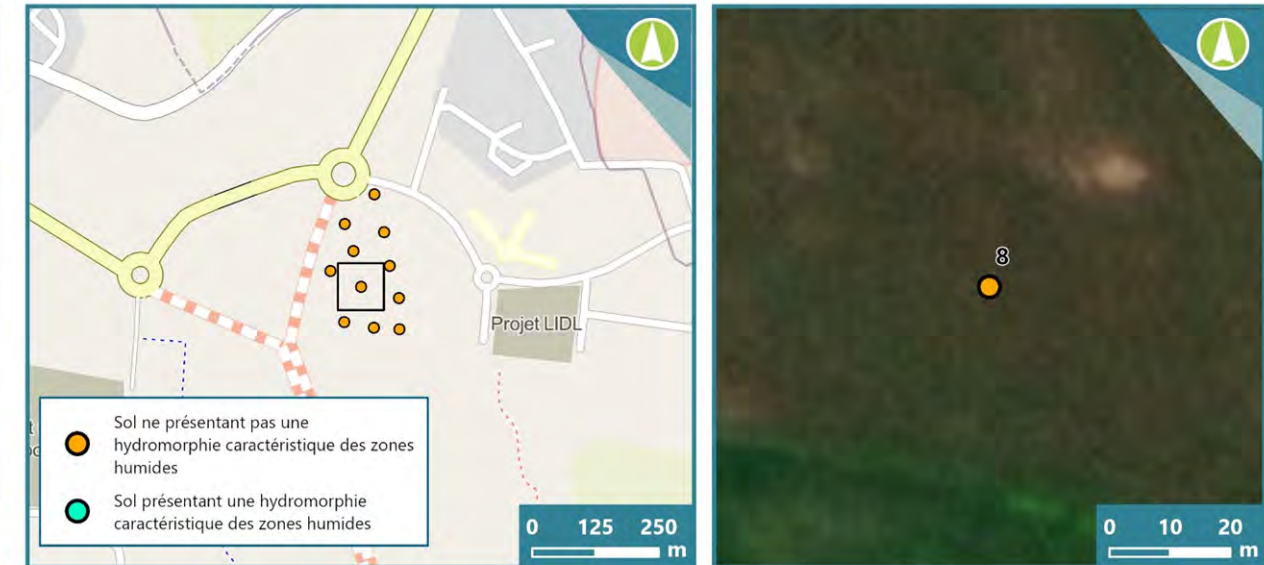 Projet LIDL
Sol ne présentant pas une
hydromorphie caractéristique des zones
humides
Sol présentant une hydromorphie
caractéristique des zones humides
0 125 250
m
8
0 10 20
m